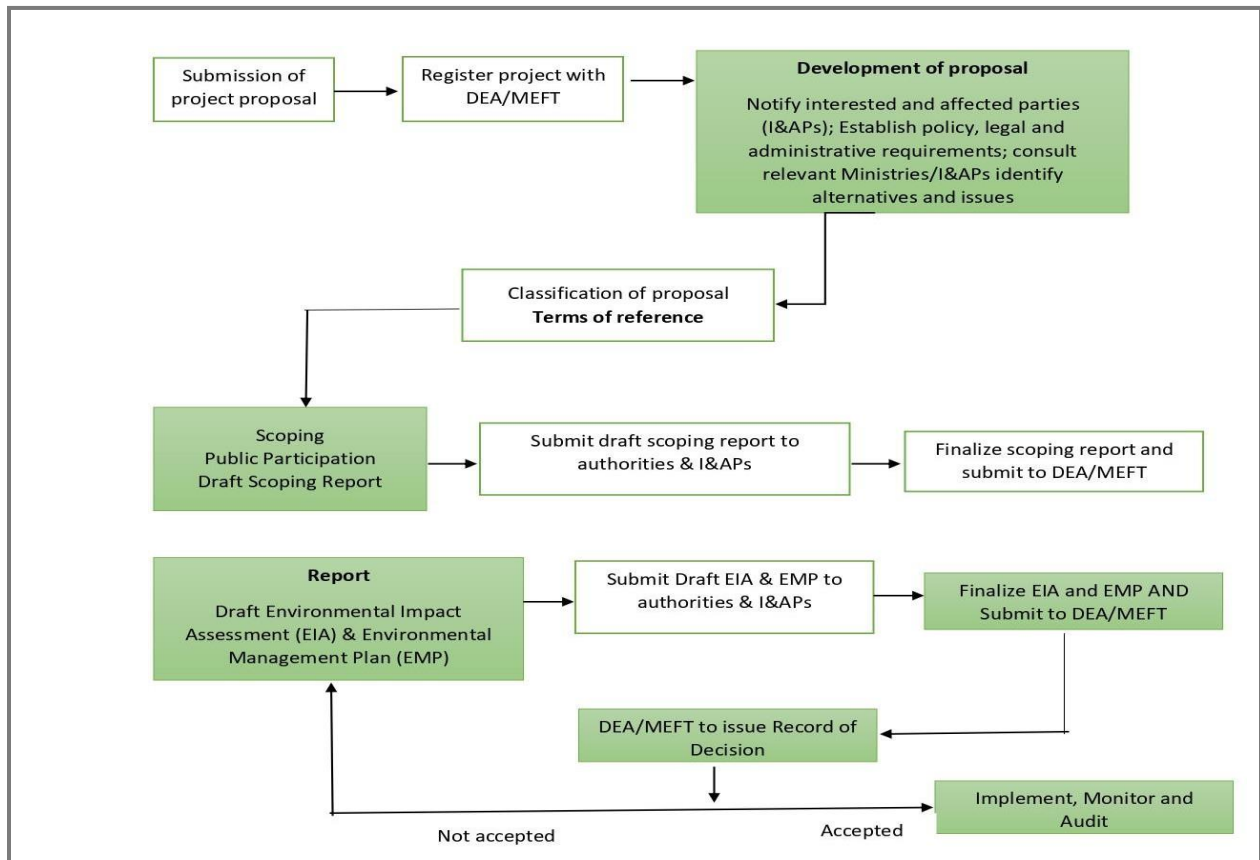 Submission of
project proposal
Register project with
DEA/MEFT
Development of proposal
Notify interested and affected parties
(I&APs); Establish policy, legal and
administrative requirements; consult
relevant Ministries/I&APs identify
alternatives and issues
Classification of proposal
Terms of reference
Scoping
Public Participation
Draft Scoping Report
Submit draft scoping report to
authorities & I&APs
Finalize scoping report and
submit to DEA/MEFT
Report
Draft Environmental Impact
Assessment (EIA) & Environmental
Management Plan (EMP)
Submit Draft EIA & EMP to
authorities & I&APs
Finalize EIA and EMP AND
Submit to DEA/MEFT
DEA/MEFT to issue Record of
Decision
Not accepted
Accepted
Implement, Monitor and
Audit